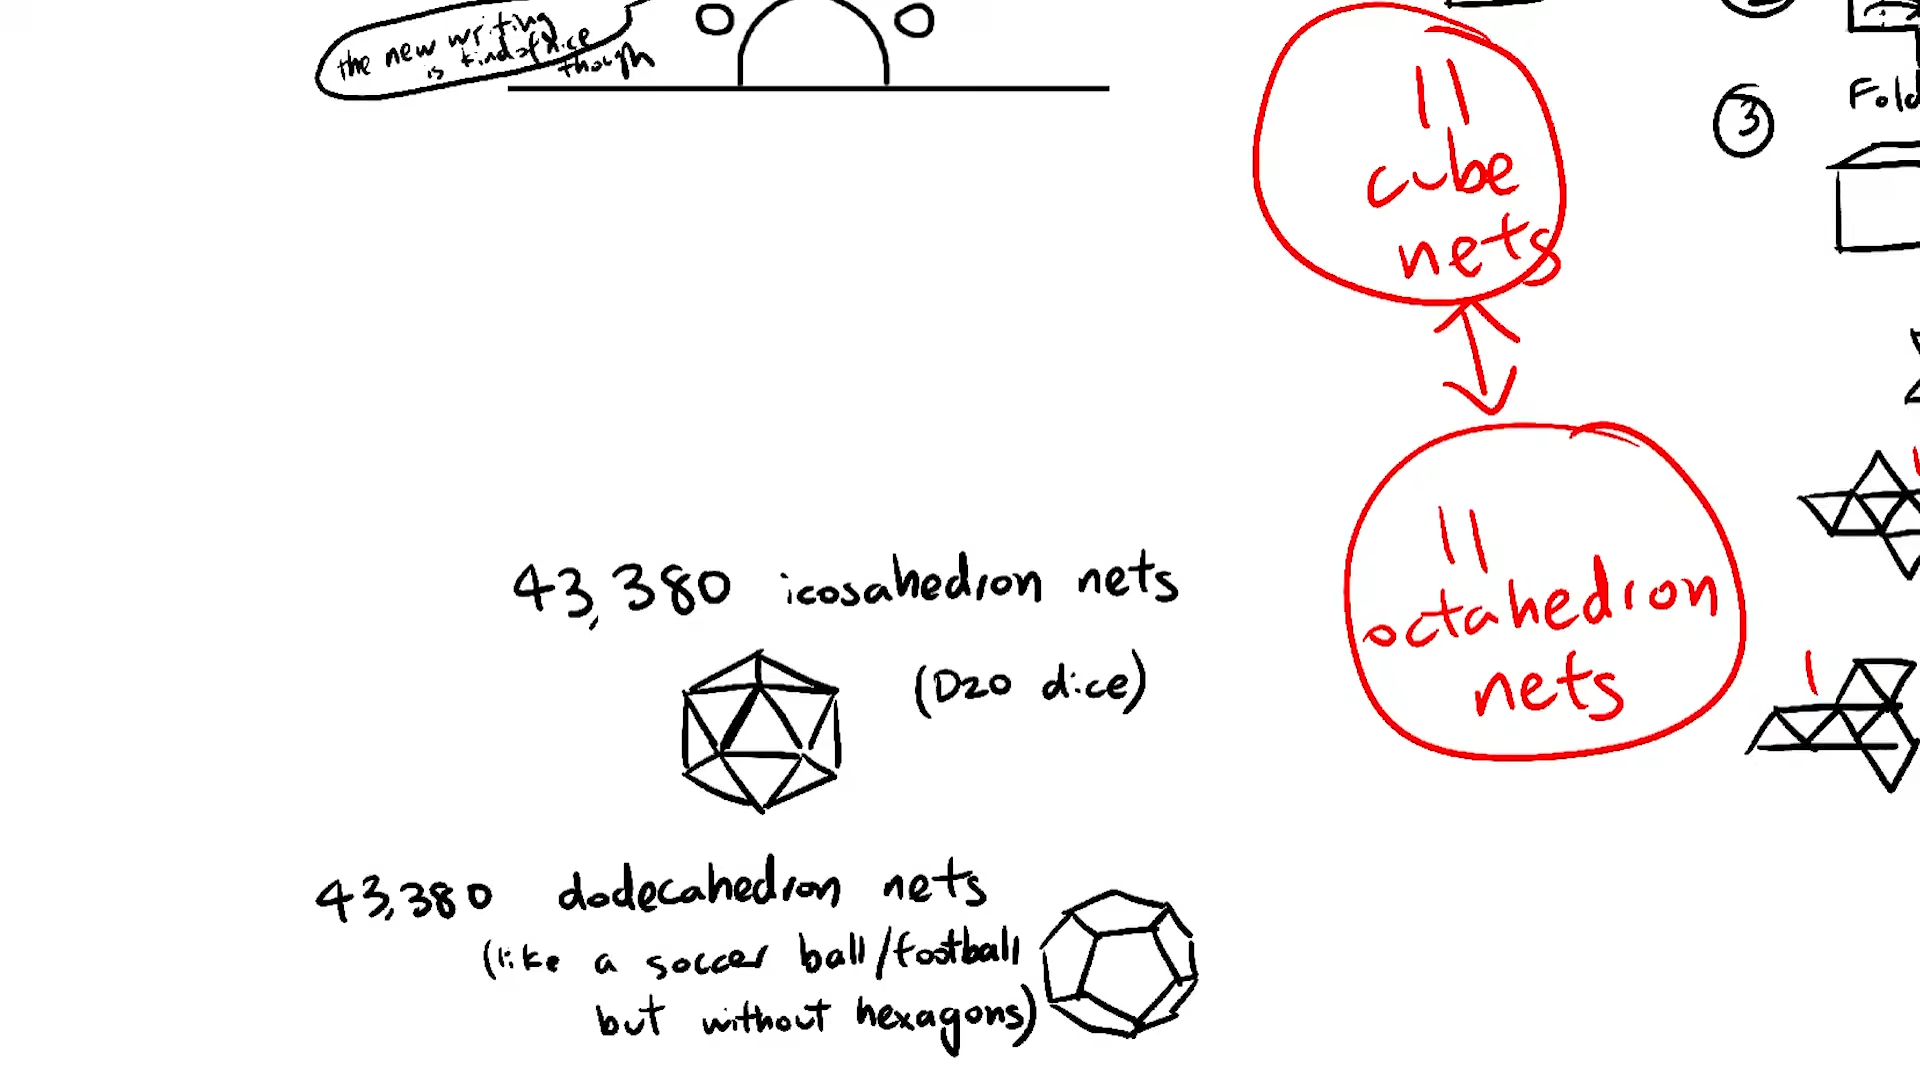 the new writing
is kind of nice
though
11
cube
nets
3
Fold
11
octahedron
nets
1
43,380 icosahedron nets
(D20 dice)
43,380 dodecahedron nets
(like a soccer ball/football
but without hexagons)